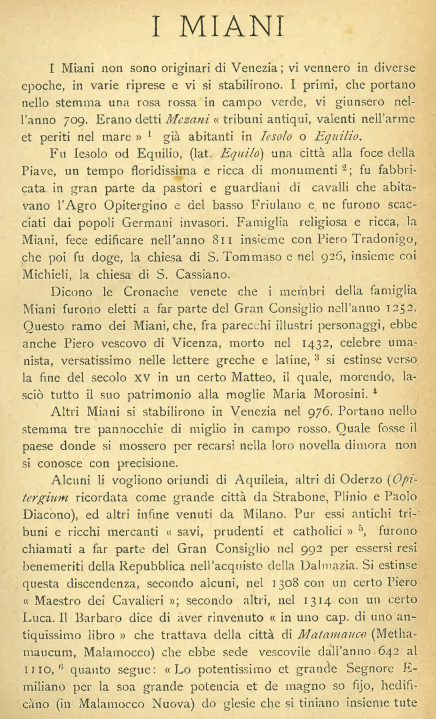 I MIANI
I Miani non sono originari di Venezia; vi vennero in diverse
epoche, in varie riprese e vi si stabilirono. I primi, che portano
nello stemma una rosa rossa in campo verde, vi giunsero nel-
l'anno 709. Erano detti Mezani « tribuni antiqui, valenti nell'arme
et periti nel mare » ¹ già abitanti in Iesolo o Equilio.
Fu Iesolo od Equilio, (lat. Equilo) una città alla foce della
Piave, un tempo floridissima e ricca di monumenti ²; fu fabbri-
cata in gran parte da pastori e guardiani di cavalli che abita-
vano l'Agro Opitergino e del basso Friulano e ne furono scac-
ciati dai popoli Germani invasori. Famiglia religiosa e ricca, la
Miani, fece edificare nell'anno 811 insieme con Piero Tradonigo,
che poi fu doge, la chiesa di S. Tommaso e nel 926, insieme coi
Michieli, la chiesa di S. Cassiano.
Dicono le Cronache venete che i membri della famiglia
Miani furono eletti a far parte del Gran Consiglio nell'anno 1252.
Questo ramo dei Miani, che, fra parecchi illustri personaggi, ebbe
anche Piero vescovo di Vicenza, morto nel 1432, celebre uma-
nista, versatissimo nelle lettere greche e latine, ³ si estinse verso
la fine del secolo XV in un certo Matteo, il quale, morendo, la-
sciò tutto il suo patrimonio alla moglie Maria Morosini. ⁴
Altri Miani si stabilirono in Venezia nel 976. Portano nello
stemma tre pannocchie di miglio in campo rosso. Quale fosse il
paese donde si mossero per recarsi nella loro novella dimora non
si conosce con precisione.
Alcuni li vogliono oriundi di Aquileia, altri di Oderzo (Opi-
tergium ricordata come grande città da Strabone, Plinio e Paolo
Diacono), ed altri infine venuti da Milano. Pur essi antichi tri-
buni e ricchi mercanti « savi, prudenti et catholici » ⁵, furono
chiamati a far parte del Gran Consiglio nel 992 per essersi resi
benemeriti della Repubblica nell'acquisto della Dalmazia. Si estinse
questa discendenza, secondo alcuni, nel 1308 con un certo Piero
« Maestro dei Cavalieri »; secondo altri, nel 1314 con un certo
Luca. Il Barbaro dice di aver rinvenuto « in uno cap. di uno an-
tiquissimo libro » che trattava della città di Matamauco (Metha-
maucum, Malamocco) che ebbe sede vescovile dall'anno 642 al
1110, ⁶ quanto segue: « Lo potentissimo et grande Segnore E-
miliano per la soa grande potencia et de magno so fijo, hedifi-
càno (in Malamocco Nuova) do glesie che si tiniano insieme tute